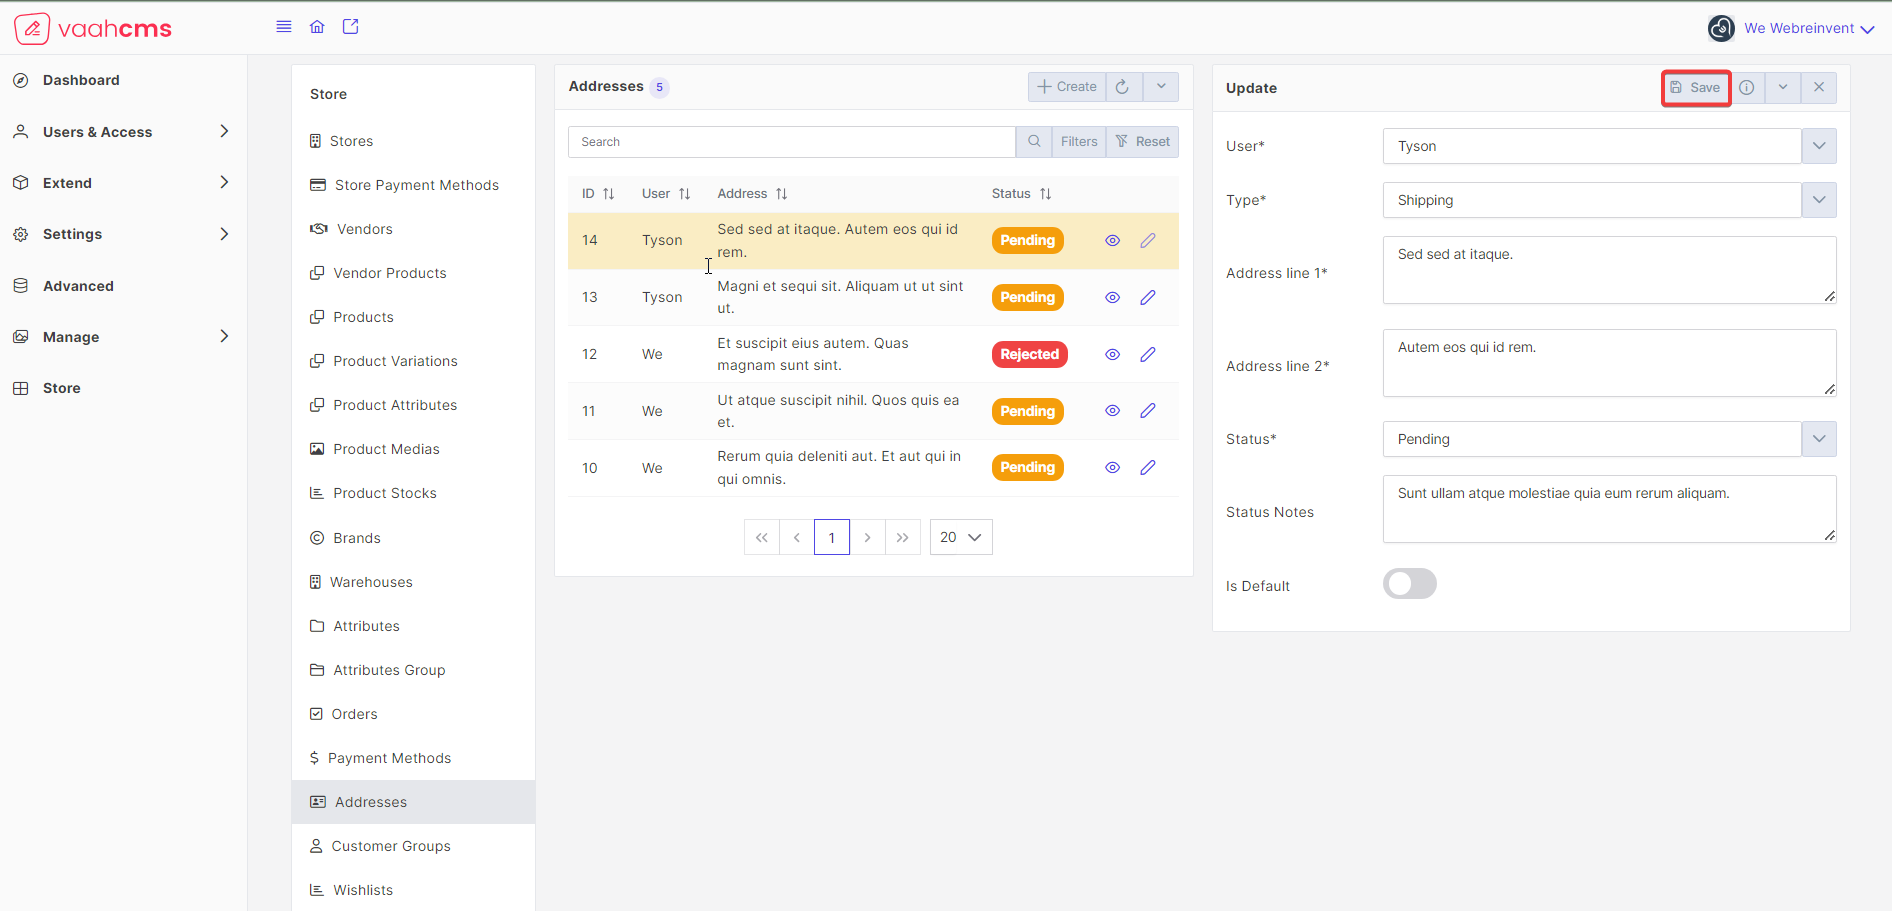 vaahcms
We Webreinvent
Dashboard
Users & Access
Extend
Settings
Advanced
Manage
Store
Store
Stores
Store Payment Methods
Vendors
Vendor Products
Products
Product Variations
Product Attributes
Product Medias
Product Stocks
Brands
Warehouses
Attributes
Attributes Group
Orders
Payment Methods
Addresses
Customer Groups
Wishlists
Addresses 5
Create
Search
Filters
Reset
ID User Address Status
14 Tyson Sed sed at itaque. Autem eos qui id
rem.
Pending
13 Tyson Magni et sequi sit. Aliquam ut ut sint
ut.
Pending
12 We Et suscipit eius autem. Quas
magnam sunt sint.
Rejected
11 We Ut atque suscipit nihil. Quos quis ea
et.
Pending
10 We Rerum quia deleniti aut. Et aut qui in
qui omnis.
Pending
1
20
Update
Save
User* Tyson
Type* Shipping
Address line 1* Sed sed at itaque.
Address line 2* Autem eos qui id rem.
Status* Pending
Status Notes Sunt ullam atque molestiae quia eum rerum aliquam.
Is Default